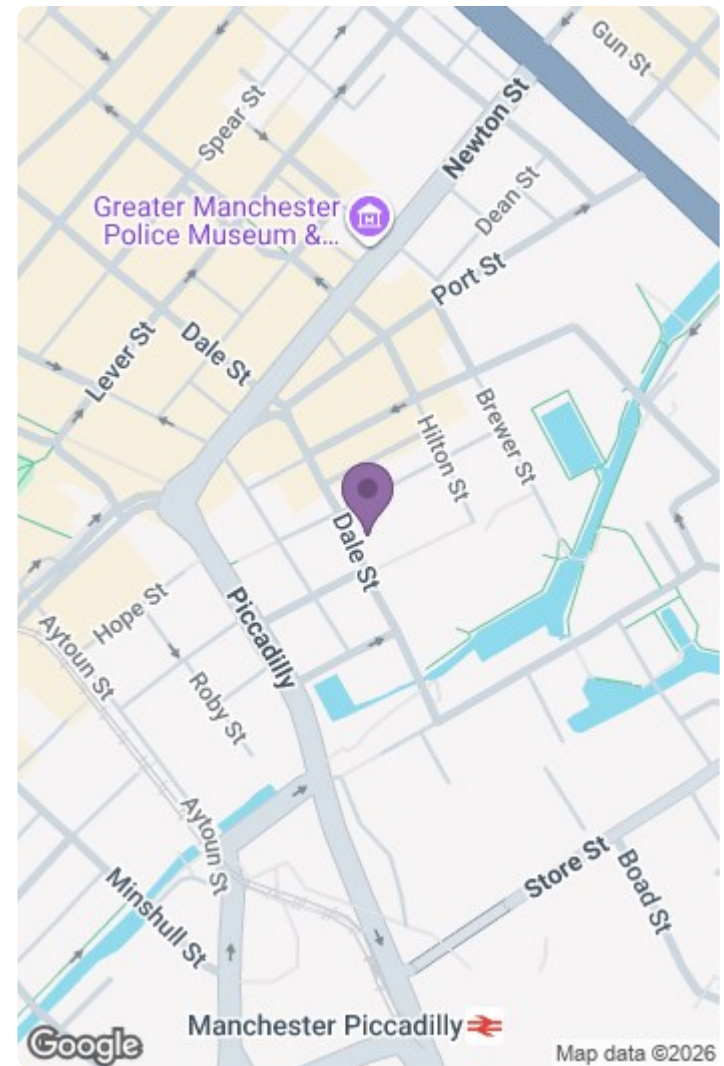 Gun St
Spear St
Newton St
Dean St
Greater Manchester
Police Museum &...
Port St
Lever St
Dale St
Brewer St
Hilton St
Dale St
Hope St
Piccadilly
Aytoun St
Roby St
Aytoun St
Minshull St
Store St
Boad St
Manchester Piccadilly
Google
Map data ©2026